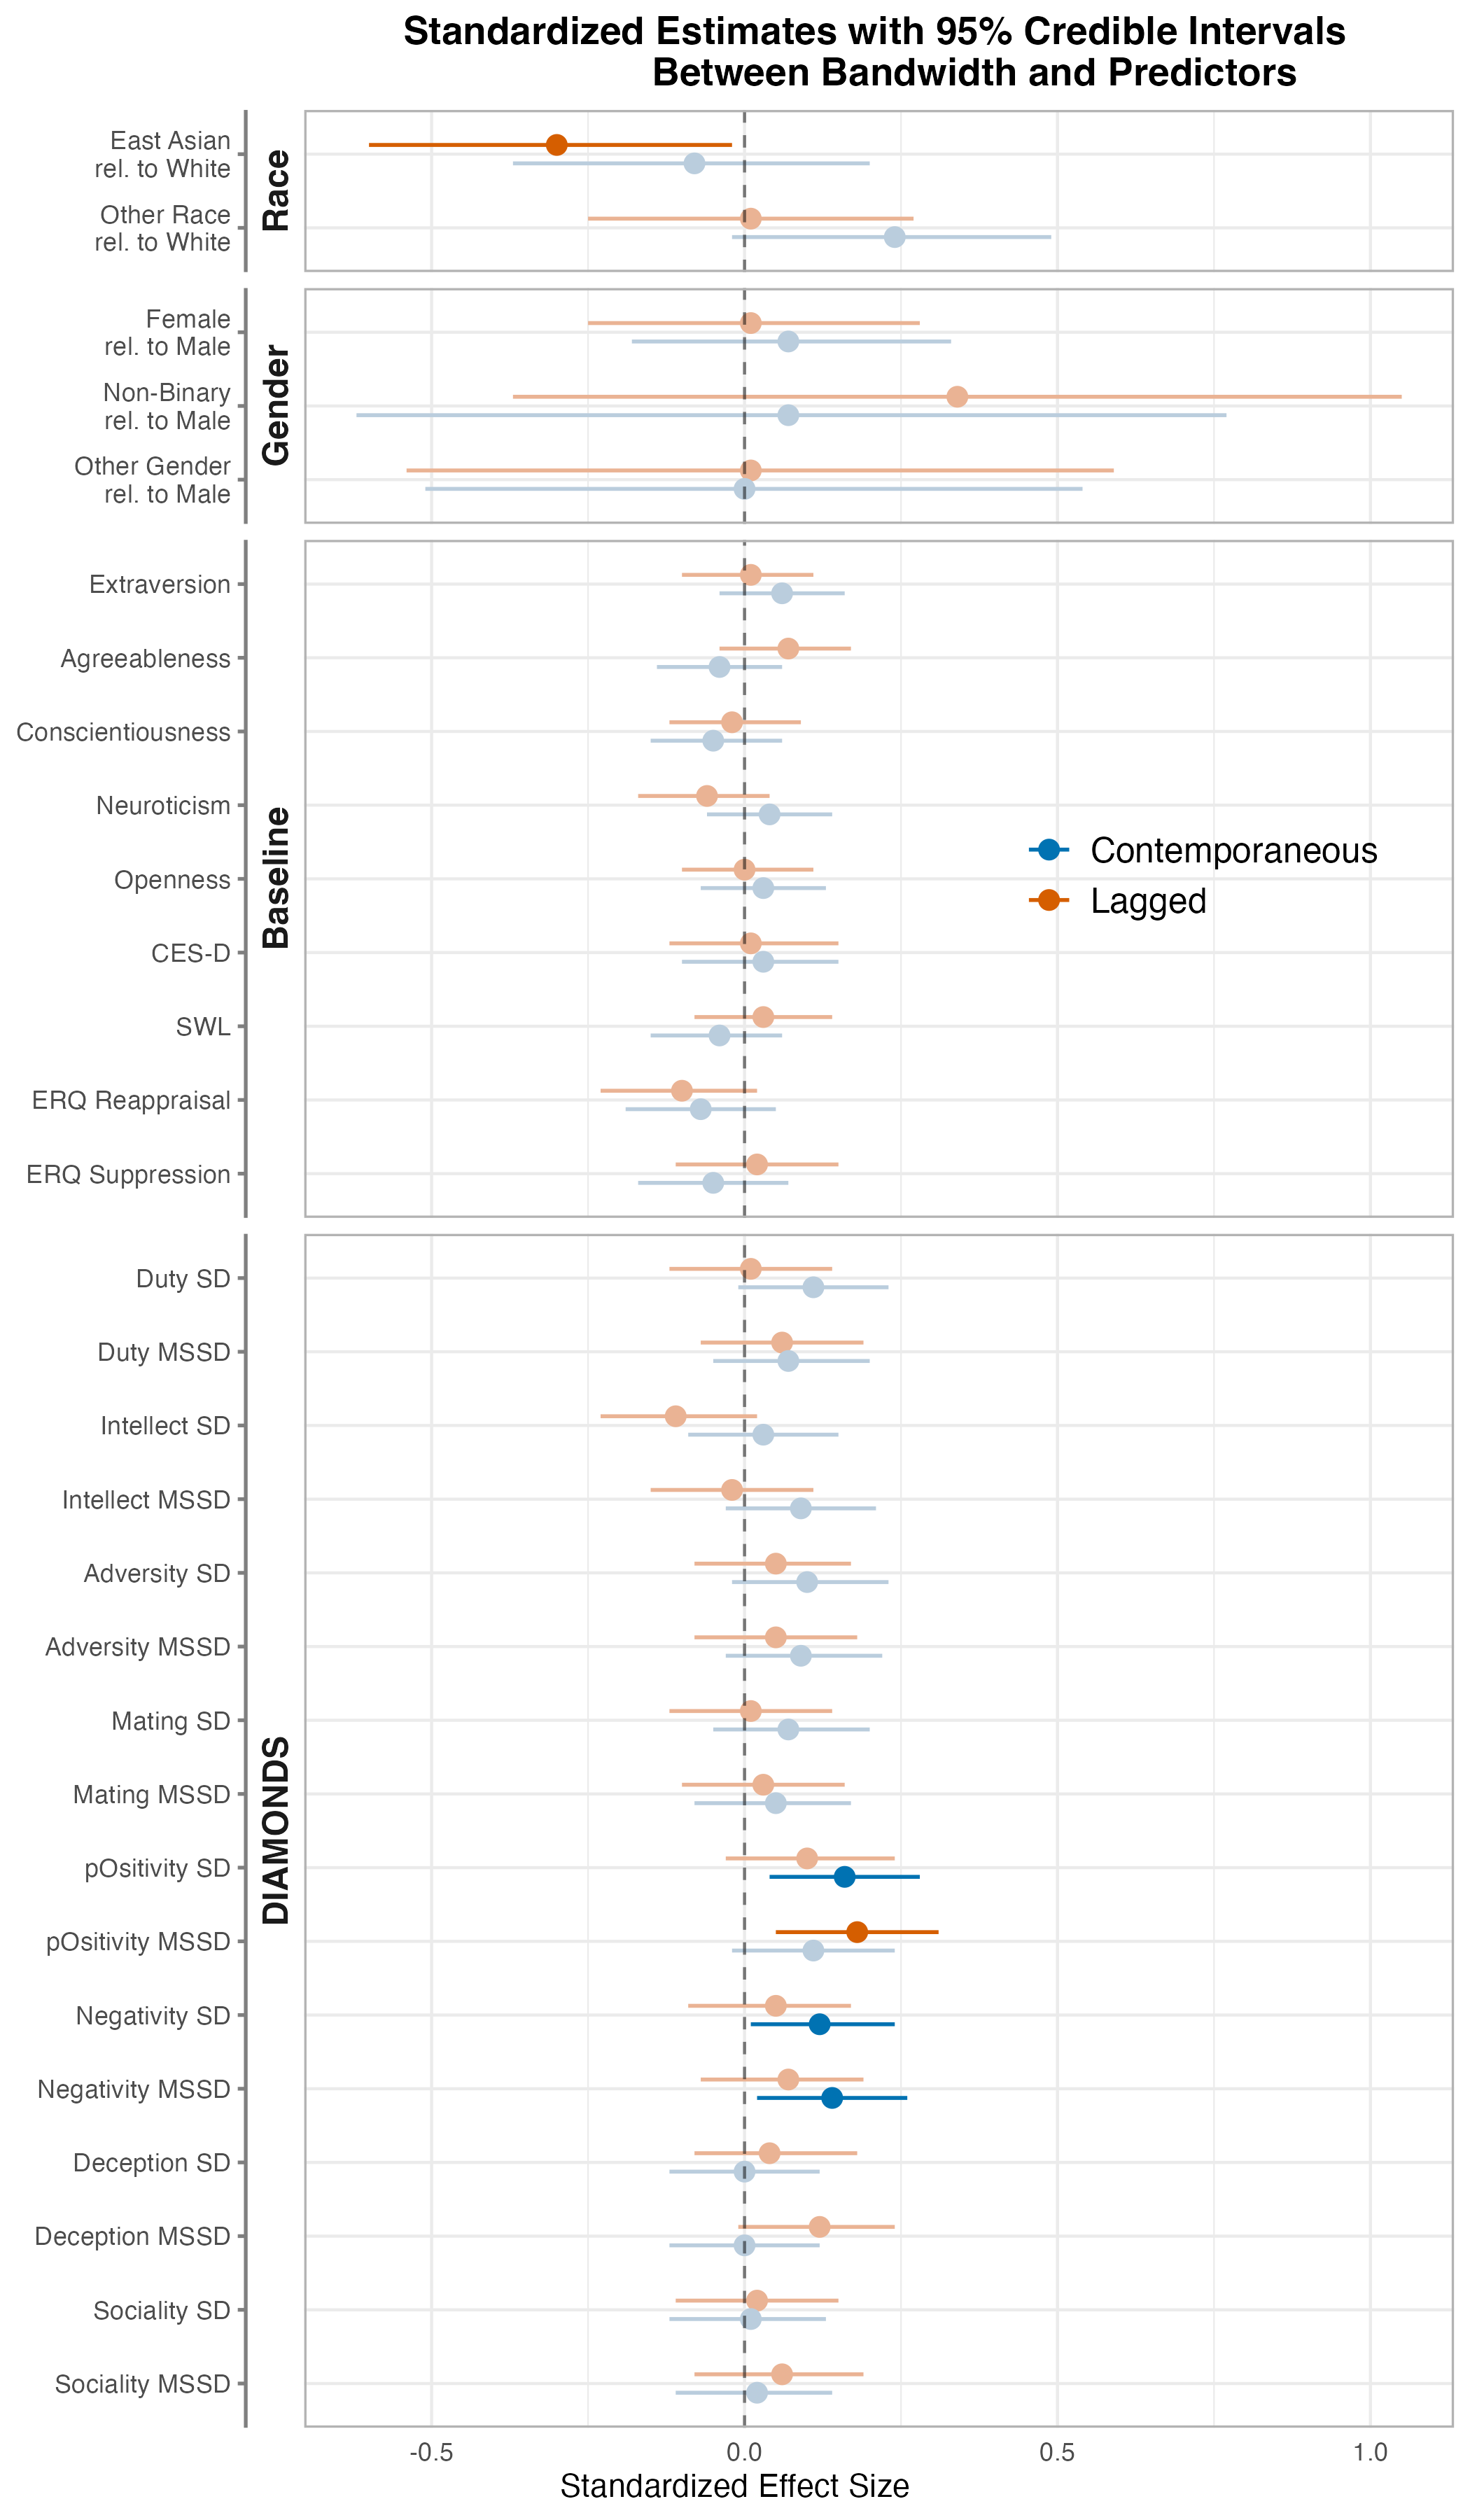 Standardized Estimates with 95% Credible Intervals
Between Bandwidth and Predictors
Race
East Asian
rel. to White
Other Race
rel. to White
Gender
Female
rel. to Male
Non-Binary
rel. to Male
Other Gender
rel. to Male
Baseline
Extraversion
Agreeableness
Conscientiousness
Neuroticism
Openness
CES-D
SWL
ERQ Reappraisal
ERQ Suppression
Contemporaneous
Lagged
DIAMONDS
Duty SD
Duty MSSD
Intellect SD
Intellect MSSD
Adversity SD
Adversity MSSD
Mating SD
Mating MSSD
pOsitivity SD
pOsitivity MSSD
Negativity SD
Negativity MSSD
Deception SD
Deception MSSD
Sociality SD
Sociality MSSD
-0.5 0.0 0.5 1.0
Standardized Effect Size